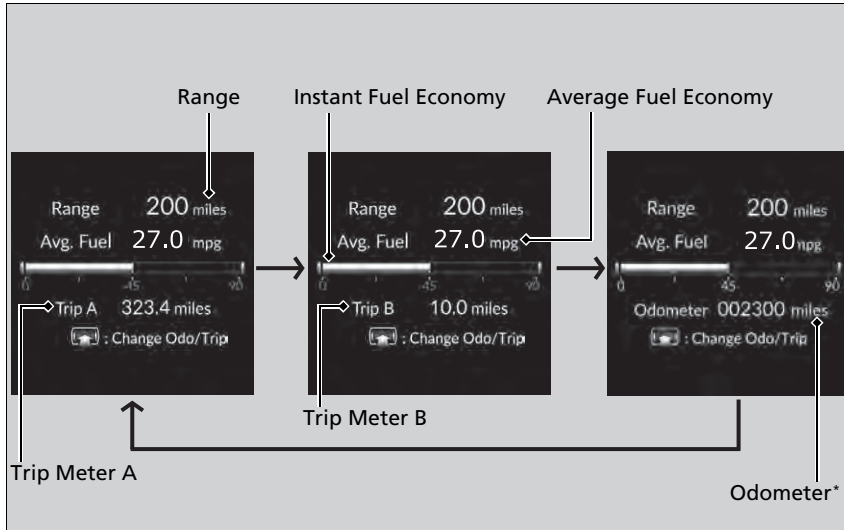 Range Instant Fuel Economy Average Fuel Economy
Range 200 miles
Avg. Fuel 27.0 mpg
0 45 90
Trip A 323.4 miles
: Change Odo/Trip
Range 200 miles
Avg. Fuel 27.0 mpg
0 45 90
Trip B 10.0 miles
: Change Odo/Trip
Range 200 miles
Avg. Fuel 27.0 mpg
0 45 90
Odometer 002300 miles
: Change Odo/Trip
Trip Meter B
Trip Meter A
Odometer*